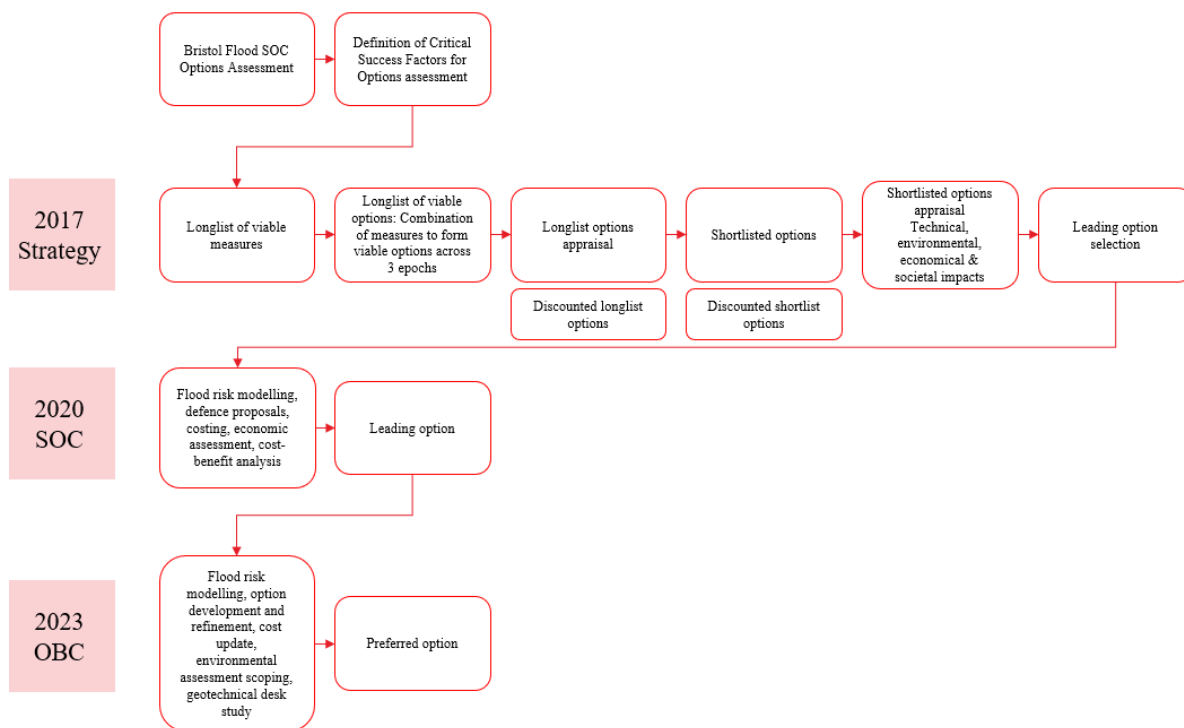 Bristol Flood SOC
Options Assessment
Definition of Critical
Success Factors for
Options assessment
2017
Strategy
Longlist of viable
measures
Longlist of viable
options: Combination
of measures to form
viable options across
3 epochs
Longlist options
appraisal
Shortlisted options
Shortlisted options
appraisal
Technical,
environmental,
economical &
societal impacts
Leading option
selection
Discounted longlist
options
Discounted shortlist
options
2020
SOC
Flood risk modelling,
defence proposals,
costing, economic
assessment, cost-
benefit analysis
Leading option
2023
OBC
Flood risk
modelling, option
development and
refinement, cost
update,
environmental
assessment scoping,
geotechnical desk
study
Preferred option